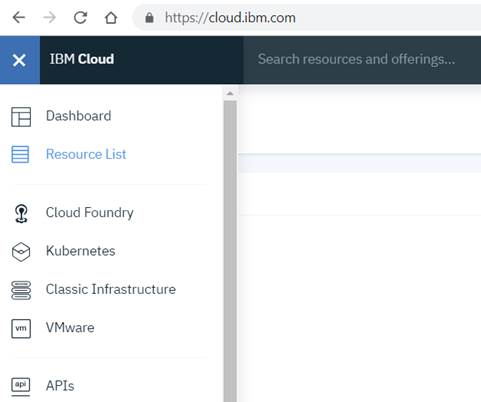 https://cloud.ibm.com
IBM Cloud
Search resources and offerings...
Dashboard
Resource List
Cloud Foundry
Kubernetes
Classic Infrastructure
vm VMware
api APIs